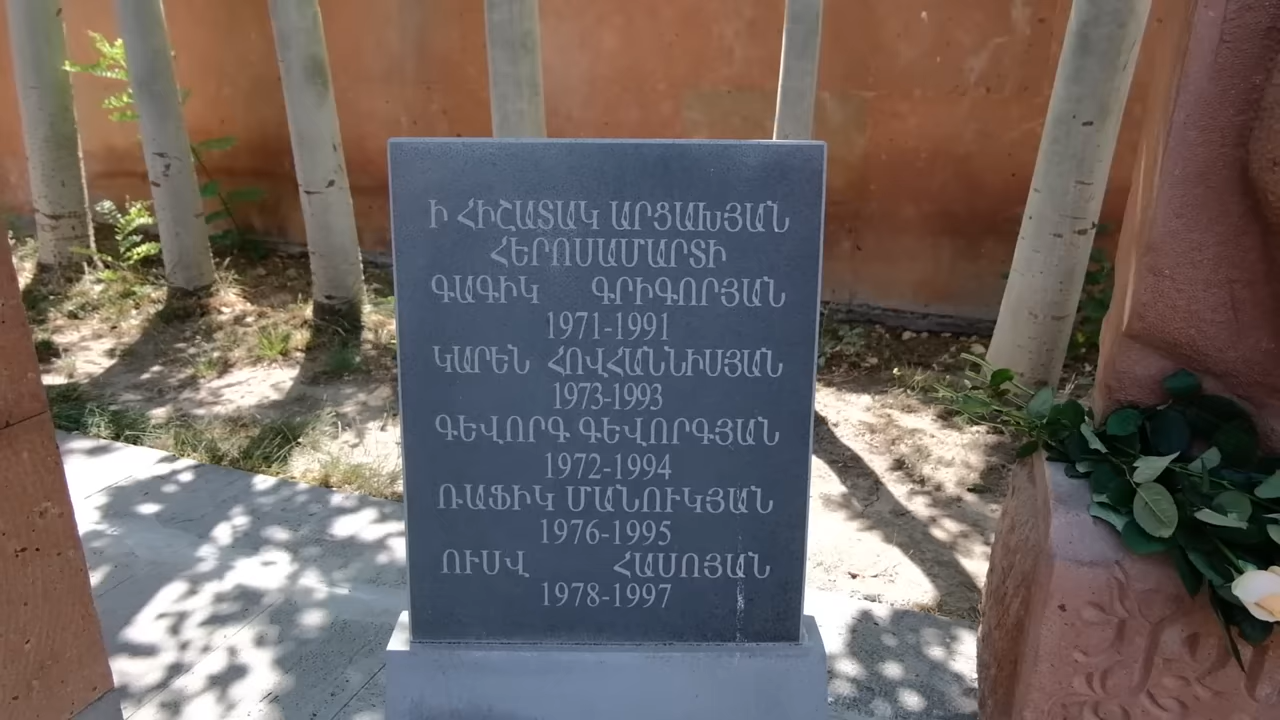 Ի ՀԻՇԱՏԱԿ ԱՐՑԱԽՅԱՆ
ՀԵՐՈՍԱՄԱՐՏԻ
ԳԱԳԻԿ ԳՐԻԳՈՐՅԱՆ
1971-1991
ԿԱՐԵՆ ՀՈՎՀԱՆՆԻՍՅԱՆ
1973-1993
ԳԵՎՈՐԳ ԳԵՎՈՐԳՅԱՆ
1972-1994
ՌԱՖԻԿ ՄԱՆՈՒԿՅԱՆ
1976-1995
ՈՒՍՎ ՀԱՍՈՅԱՆ
1978-1997